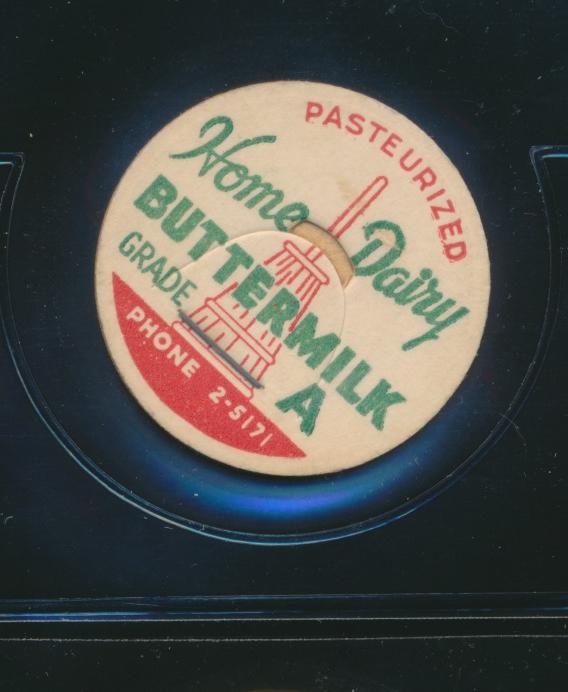 PASTEURIZED
Home Dairy
BUTTERMILK
GRADE A
PHONE 2-5171